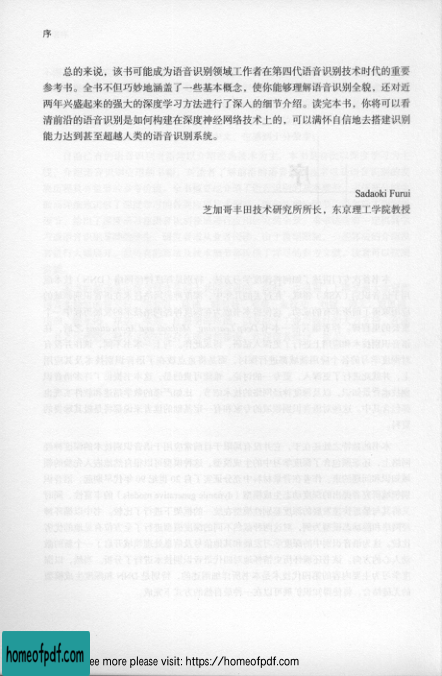 序
总的来说，该书可能成为语音识别领域工作者在第四代语音识别技术时代的重要
参考书。全书不但巧妙地涵盖了一些基本概念，使你能够理解语音识别全貌，还对近
两年兴盛起来的强大的深度学习方法进行了深入的细节介绍。读完本书，你将可以看
清前沿的语音识别是如何构建在深度神经网络技术上的，可以满怀自信地去搭建识别
能力达到甚至超越人类的语音识别系统。
Sadaoki Furui
芝加哥丰田技术研究所所长，东京理工学院教授
homeofpdf.com
ee more please visit: https://homeofpdf.com